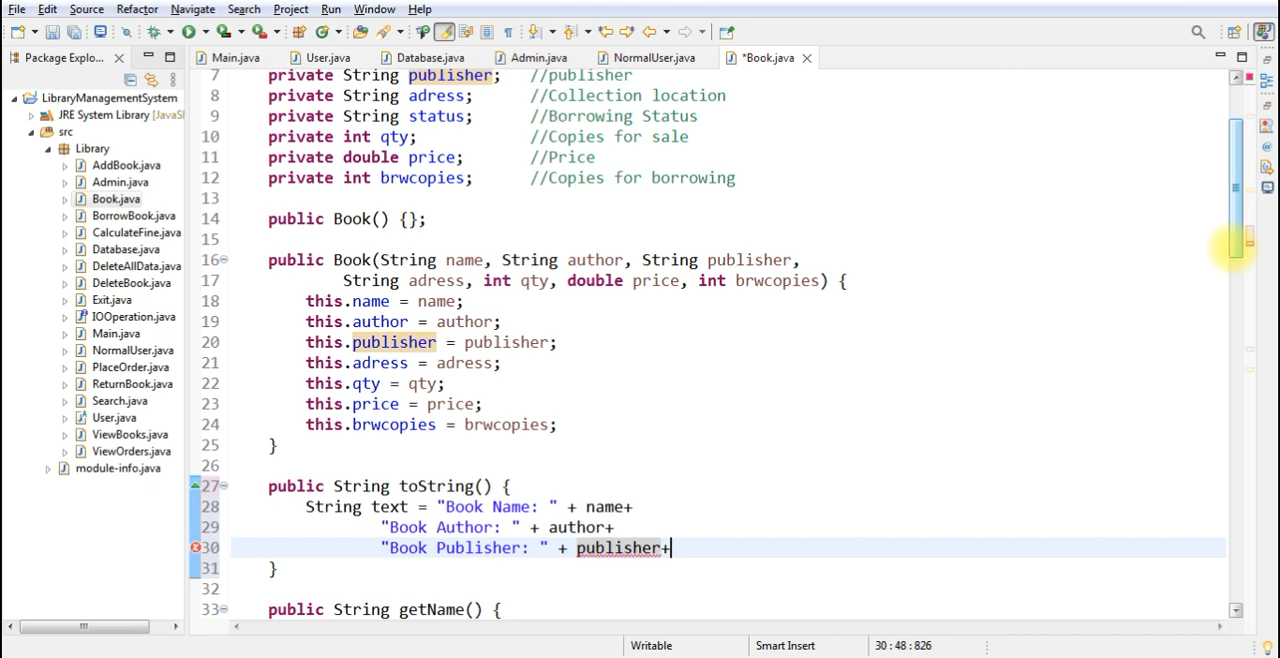 File Edit Source Refactor Navigate Search Project Run Window Help
Package Explo...
Main.java User.java Database.java Admin.java NormalUser.java *Book.java
LibraryManagementSystem
JRE System Library [JavaS
src
Library
AddBook.java
Admin.java
Book.java
BorrowBook.java
CalculateFine.java
Database.java
DeleteAllData.java
DeleteBook.java
Exit.java
IOOperation.java
Main.java
NormalUser.java
PlaceOrder.java
ReturnBook.java
Search.java
User.java
ViewBooks.java
ViewOrders.java
module-info.java
7 private String publisher; //publisher
8 private String adress; //Collection location
9 private String status; //Borrowing Status
10 private int qty; //Copies for sale
11 private double price; //Price
12 private int brwcopies; //Copies for borrowing
13
14 public Book() {};
15
16 public Book(String name, String author, String publisher,
17 String adress, int qty, double price, int brwcopies) {
18 this.name = name;
19 this.author = author;
20 this.publisher = publisher;
21 this.adress = adress;
22 this.qty = qty;
23 this.price = price;
24 this.brwcopies = brwcopies;
25 }
26
27 public String toString() {
28 String text = "Book Name: " + name+
29 "Book Author: " + author+
30 "Book Publisher: " + publisher+
31 }
32
33 public String getName() {
Writable Smart Insert 30 : 48 : 826